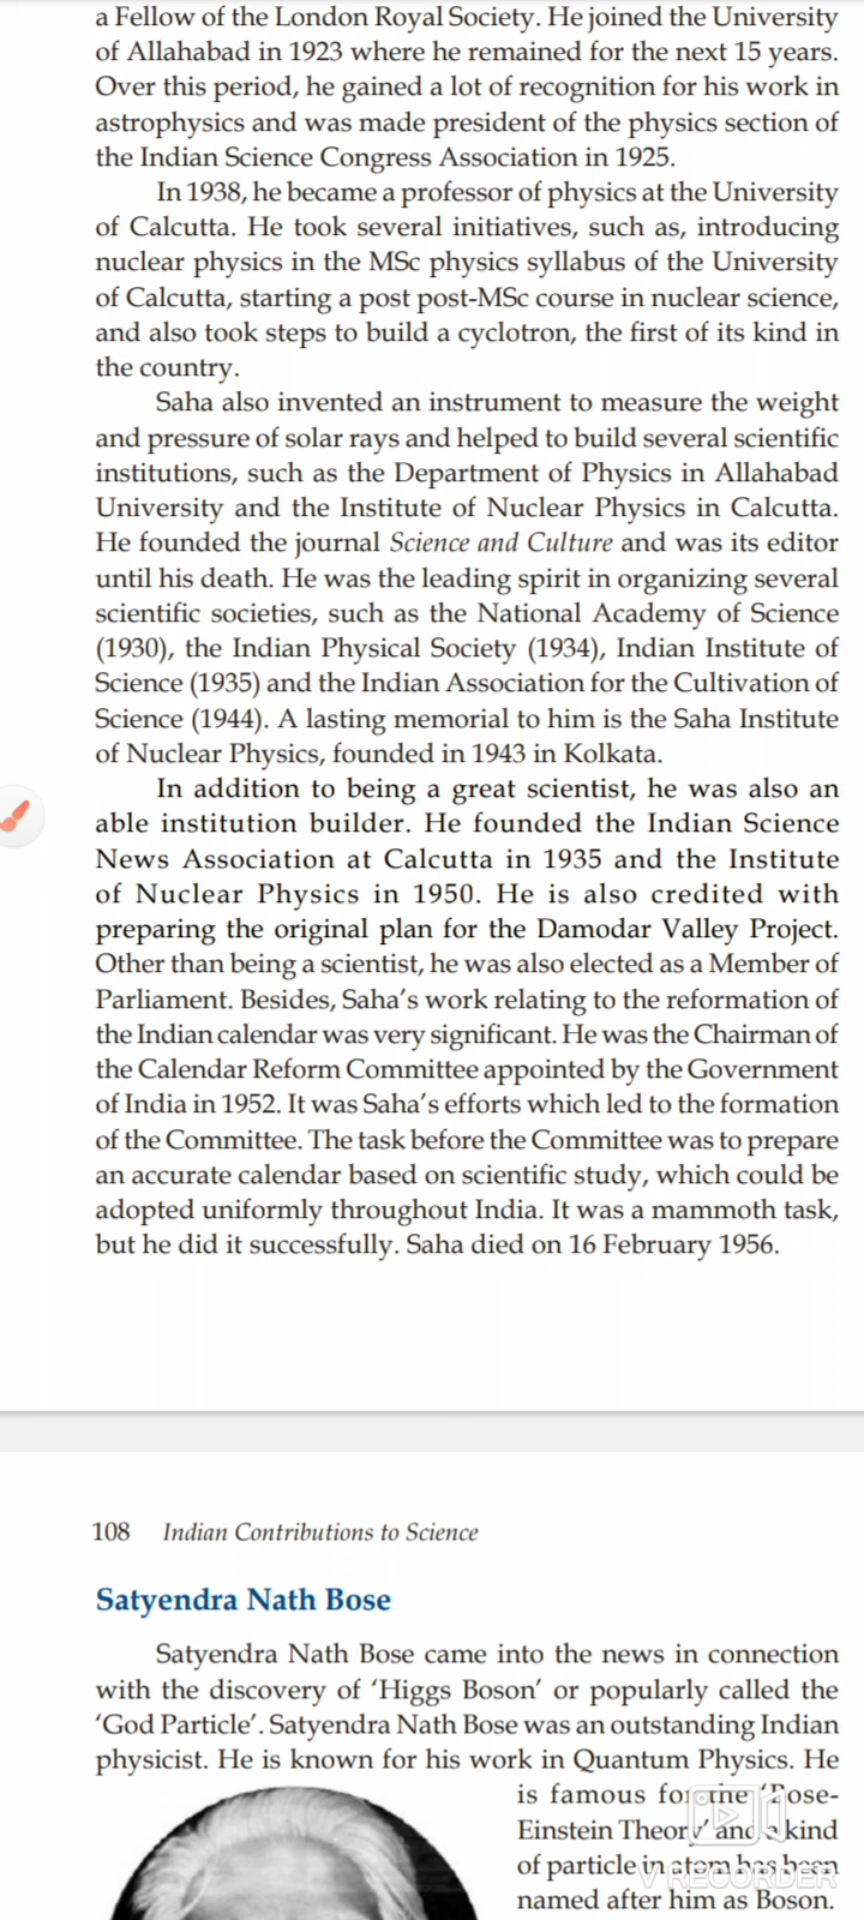 a Fellow of the London Royal Society. He joined the University
of Allahabad in 1923 where he remained for the next 15 years.
Over this period, he gained a lot of recognition for his work in
astrophysics and was made president of the physics section of
the Indian Science Congress Association in 1925.
In 1938, he became a professor of physics at the University
of Calcutta. He took several initiatives, such as, introducing
nuclear physics in the MSc physics syllabus of the University
of Calcutta, starting a post post-MSc course in nuclear science,
and also took steps to build a cyclotron, the first of its kind in
the country.
Saha also invented an instrument to measure the weight
and pressure of solar rays and helped to build several scientific
institutions, such as the Department of Physics in Allahabad
University and the Institute of Nuclear Physics in Calcutta.
He founded the journal Science and Culture and was its editor
until his death. He was the leading spirit in organizing several
scientific societies, such as the National Academy of Science
(1930), the Indian Physical Society (1934), Indian Institute of
Science (1935) and the Indian Association for the Cultivation of
Science (1944). A lasting memorial to him is the Saha Institute
of Nuclear Physics, founded in 1943 in Kolkata.
In addition to being a great scientist, he was also an
able institution builder. He founded the Indian Science
News Association at Calcutta in 1935 and the Institute
of Nuclear Physics in 1950. He is also credited with
preparing the original plan for the Damodar Valley Project.
Other than being a scientist, he was also elected as a Member of
Parliament. Besides, Saha's work relating to the reformation of
the Indian calendar was very significant. He was the Chairman of
the Calendar Reform Committee appointed by the Government
of India in 1952. It was Saha's efforts which led to the formation
of the Committee. The task before the Committee was to prepare
an accurate calendar based on scientific study, which could be
adopted uniformly throughout India. It was a mammoth task,
but he did it successfully. Saha died on 16 February 1956.
108 Indian Contributions to Science
Satyendra Nath Bose
Satyendra Nath Bose came into the news in connection
with the discovery of 'Higgs Boson' or popularly called the
'God Particle'. Satyendra Nath Bose was an outstanding Indian
physicist. He is known for his work in Quantum Physics. He
is famous for the 'Bose-
Einstein Theory' and a kind
of particle in atom has been
named after him as Boson.
V RECORDER